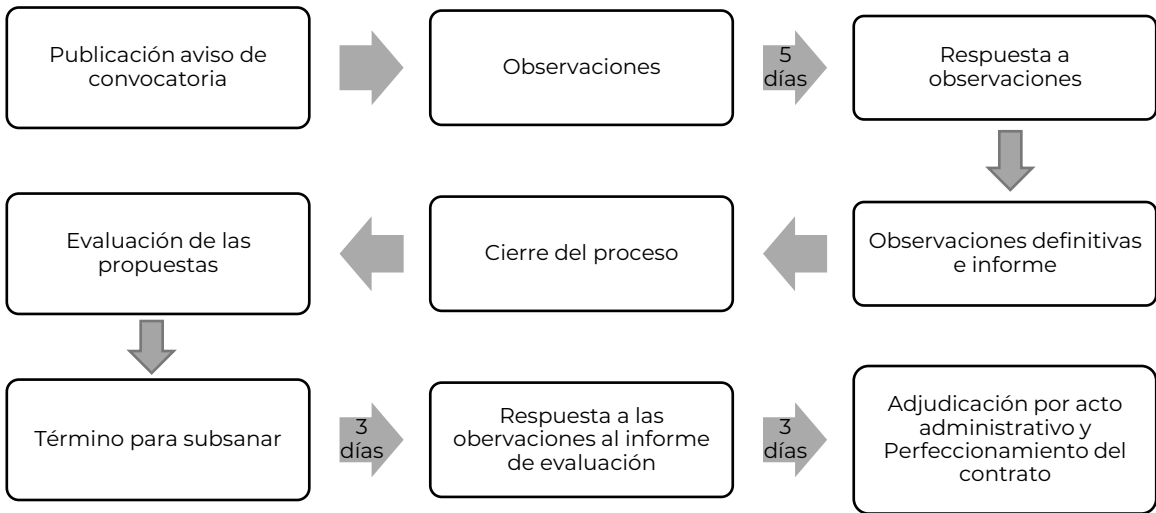 Publicación aviso de
convocatoria
Observaciones
5
días
Respuesta a
observaciones
Observaciones definitivas
e informe
Cierre del proceso
Evaluación de las
propuestas
Término para subsanar
3
días
Respuesta a las
obervaciones al informe
de evaluación
3
días
Adjudicación por acto
administrativo y
Perfeccionamiento del
contrato